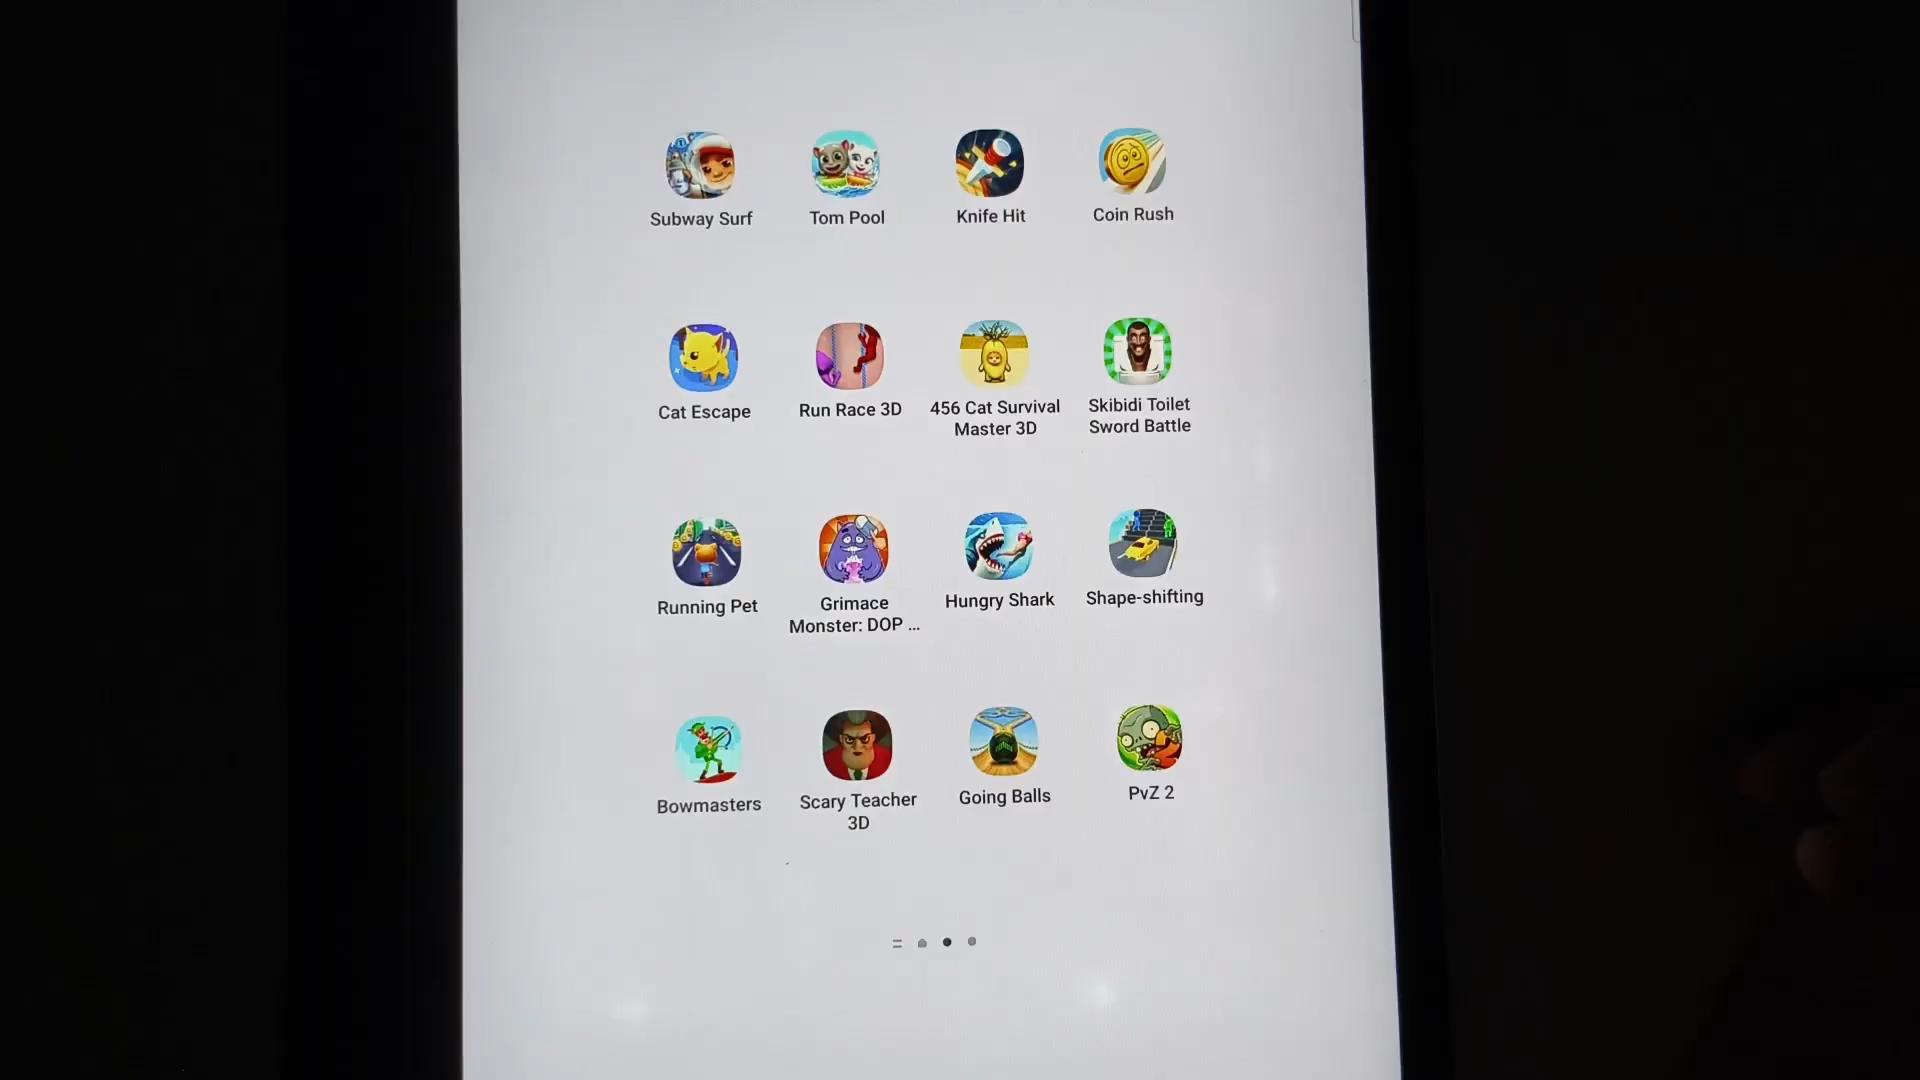 Subway Surf
Tom Pool
Knife Hit
Coin Rush
Cat Escape
Run Race 3D
456 Cat Survival
Master 3D
Skibidi Toilet
Sword Battle
Running Pet
Grimace
Monster: DOP ...
Hungry Shark
Shape-shifting
Bowmasters
Scary Teacher
3D
Going Balls
PvZ 2